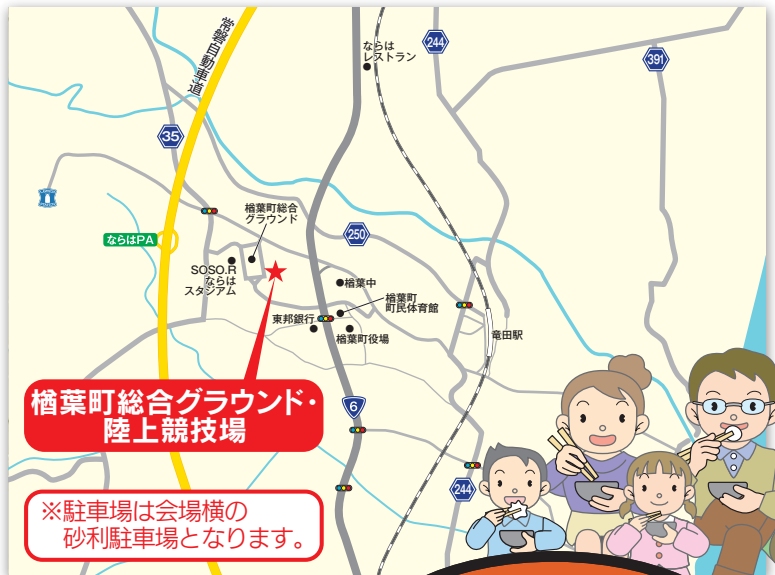 常磐自動車道
ならは
レストラン
244
391
35
楢葉町総合
グラウンド
250
ならはPA
SOSO.R
ならは
スタジアム
楢葉中
楢葉町
町民体育館
東邦銀行
楢葉町役場
竜田駅
楢葉町総合グラウンド・
陸上競技場
6
244
※駐車場は会場横の
砂利駐車場となります。